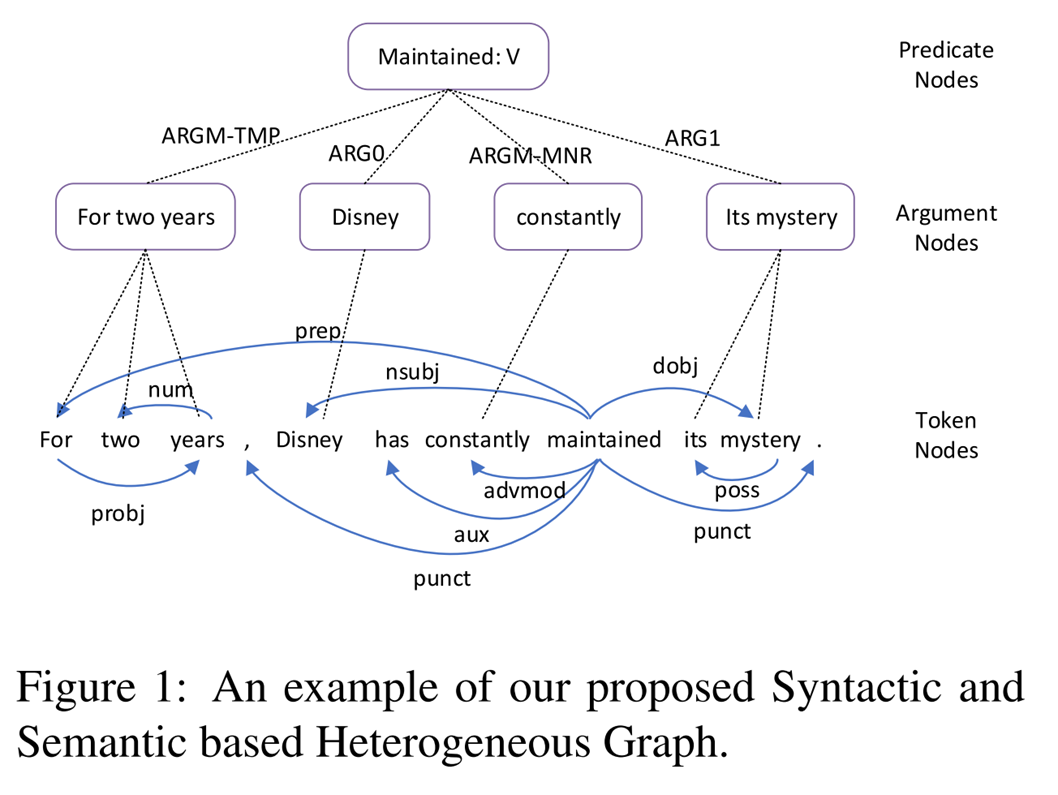 Maintained: V
Predicate
Nodes
ARGM-TMP
ARG0
ARGM-MNR
ARG1
For two years
Disney
constantly
Its mystery
Argument
Nodes
prep
num
nsubj
dobj
For two years , Disney has constantly maintained its mystery .
Token
Nodes
probj
advmod
poss
aux
punct
punct
Figure 1: An example of our proposed Syntactic and
Semantic based Heterogeneous Graph.